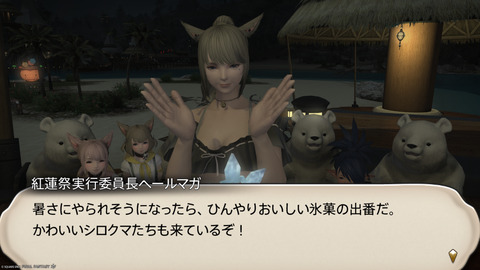 紅蓮祭実行委員長ヘールマガ
暑さにやられそうになったら、ひんやりおいしい氷菓の出番だ。
かわいいシロクマたちも来ているぞ！